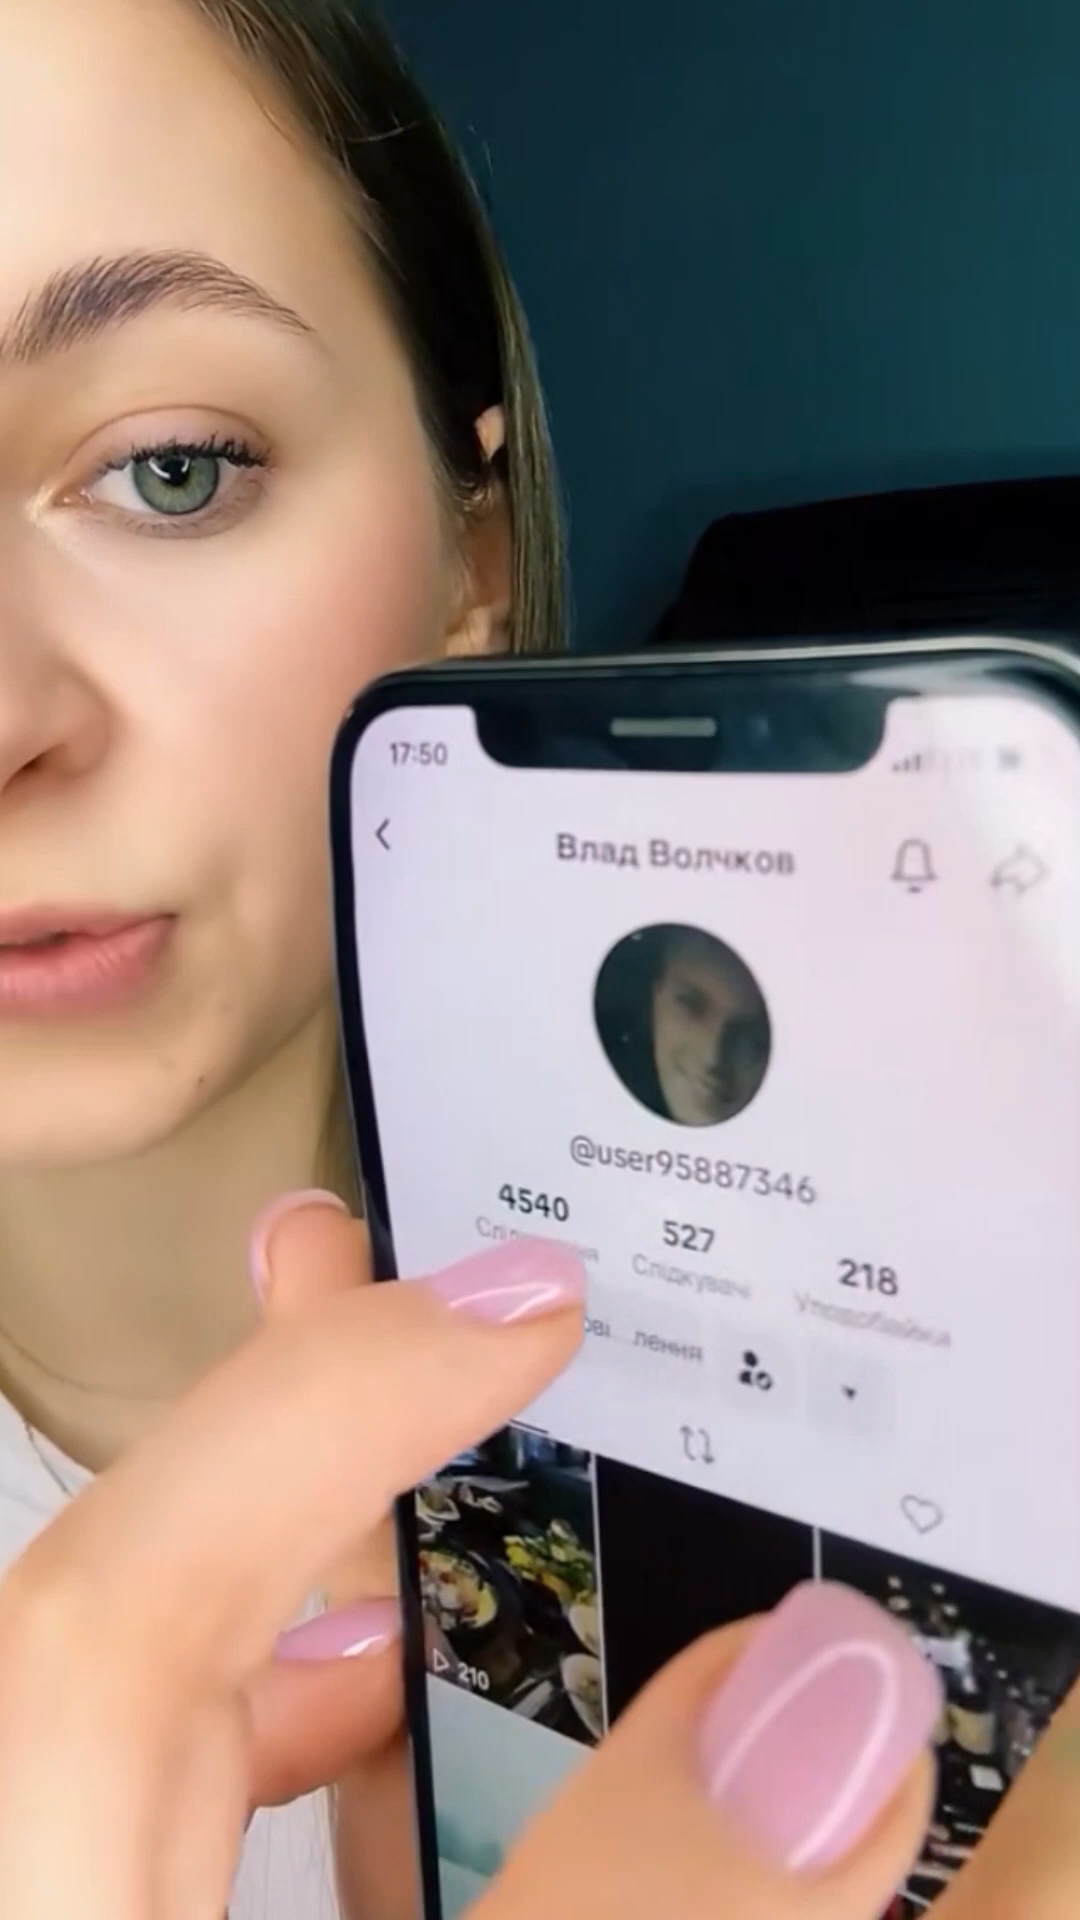 17:50
Влад Волчков
@user95887346
4540 527 218
Слідкувачі Уподобайки
210